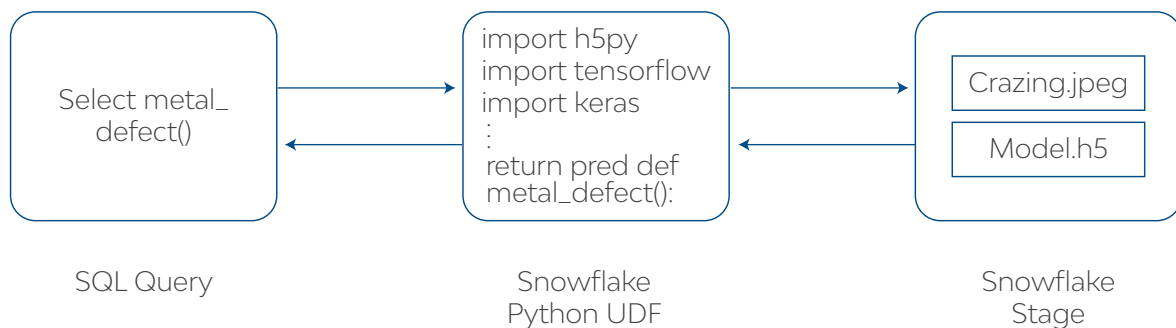 Select metal_
defect()
import h5py
import tensorflow
import keras
:
:
return pred def
metal_defect():
Crazing.jpeg
Model.h5
SQL Query
Snowflake
Python UDF
Snowflake
Stage